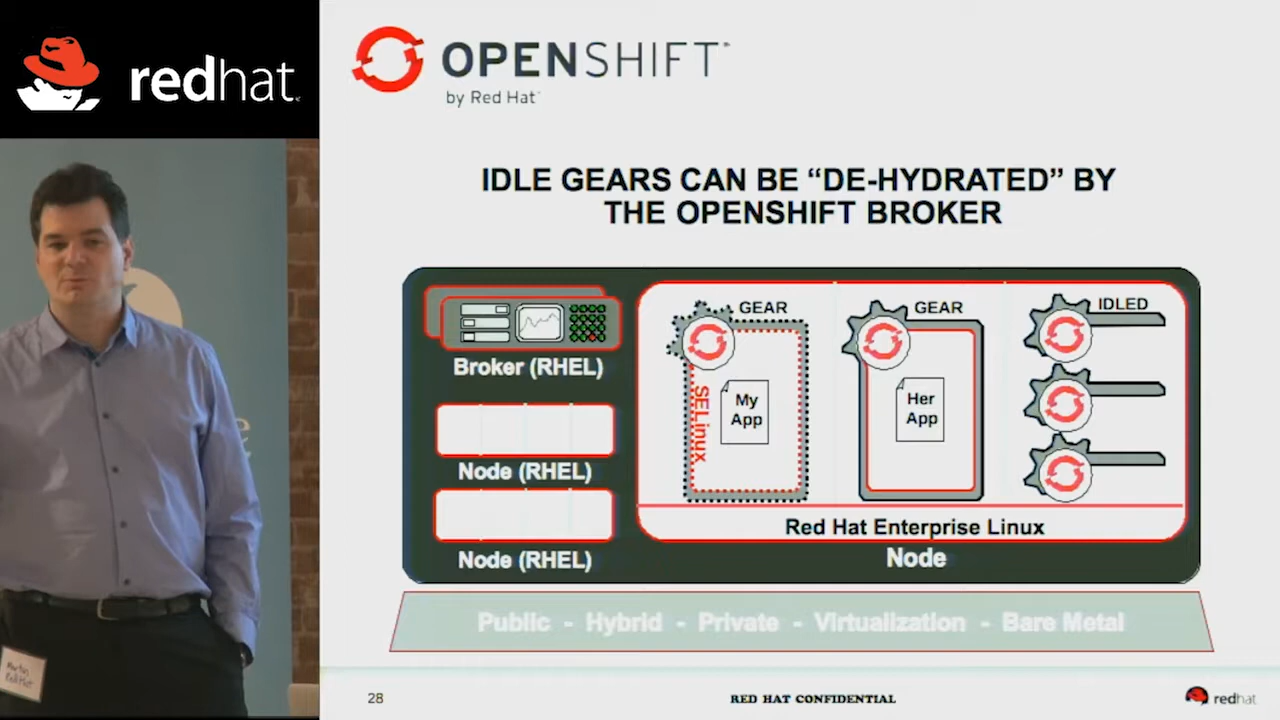 redhat.
OPENSHIFT
by Red Hat
IDLE GEARS CAN BE “DE-HYDRATED” BY
THE OPENSHIFT BROKER
Broker (RHEL)
Node (RHEL)
Node (RHEL)
GEAR
SELinux
My
App
GEAR
Her
App
IDLED
Red Hat Enterprise Linux
Node
Public - Hybrid - Private - Virtualization - Bare Metal
28
RED HAT CONFIDENTIAL
redhat
Red Hat